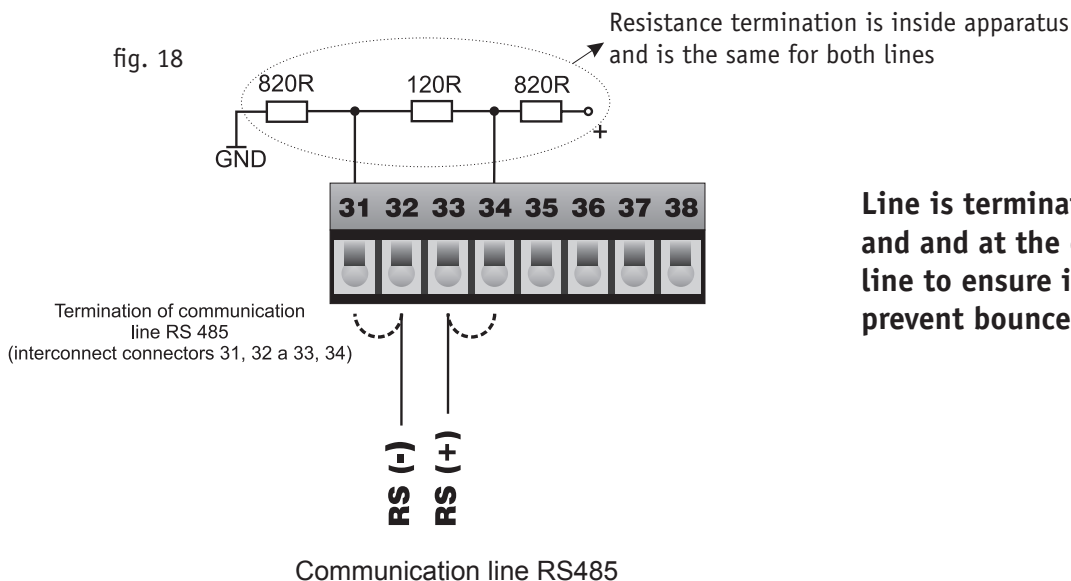 Resistance termination is inside apparatus
and is the same for both lines
fig. 18
820R 120R 820R
+
GND
31 32 33 34 35 36 37 38
Line is termina
and and at the
line to ensure i
prevent bounce
Termination of communication
line RS 485
(interconnect connectors 31, 32 a 33, 34)
RS (-)
RS (+)
Communication line RS485